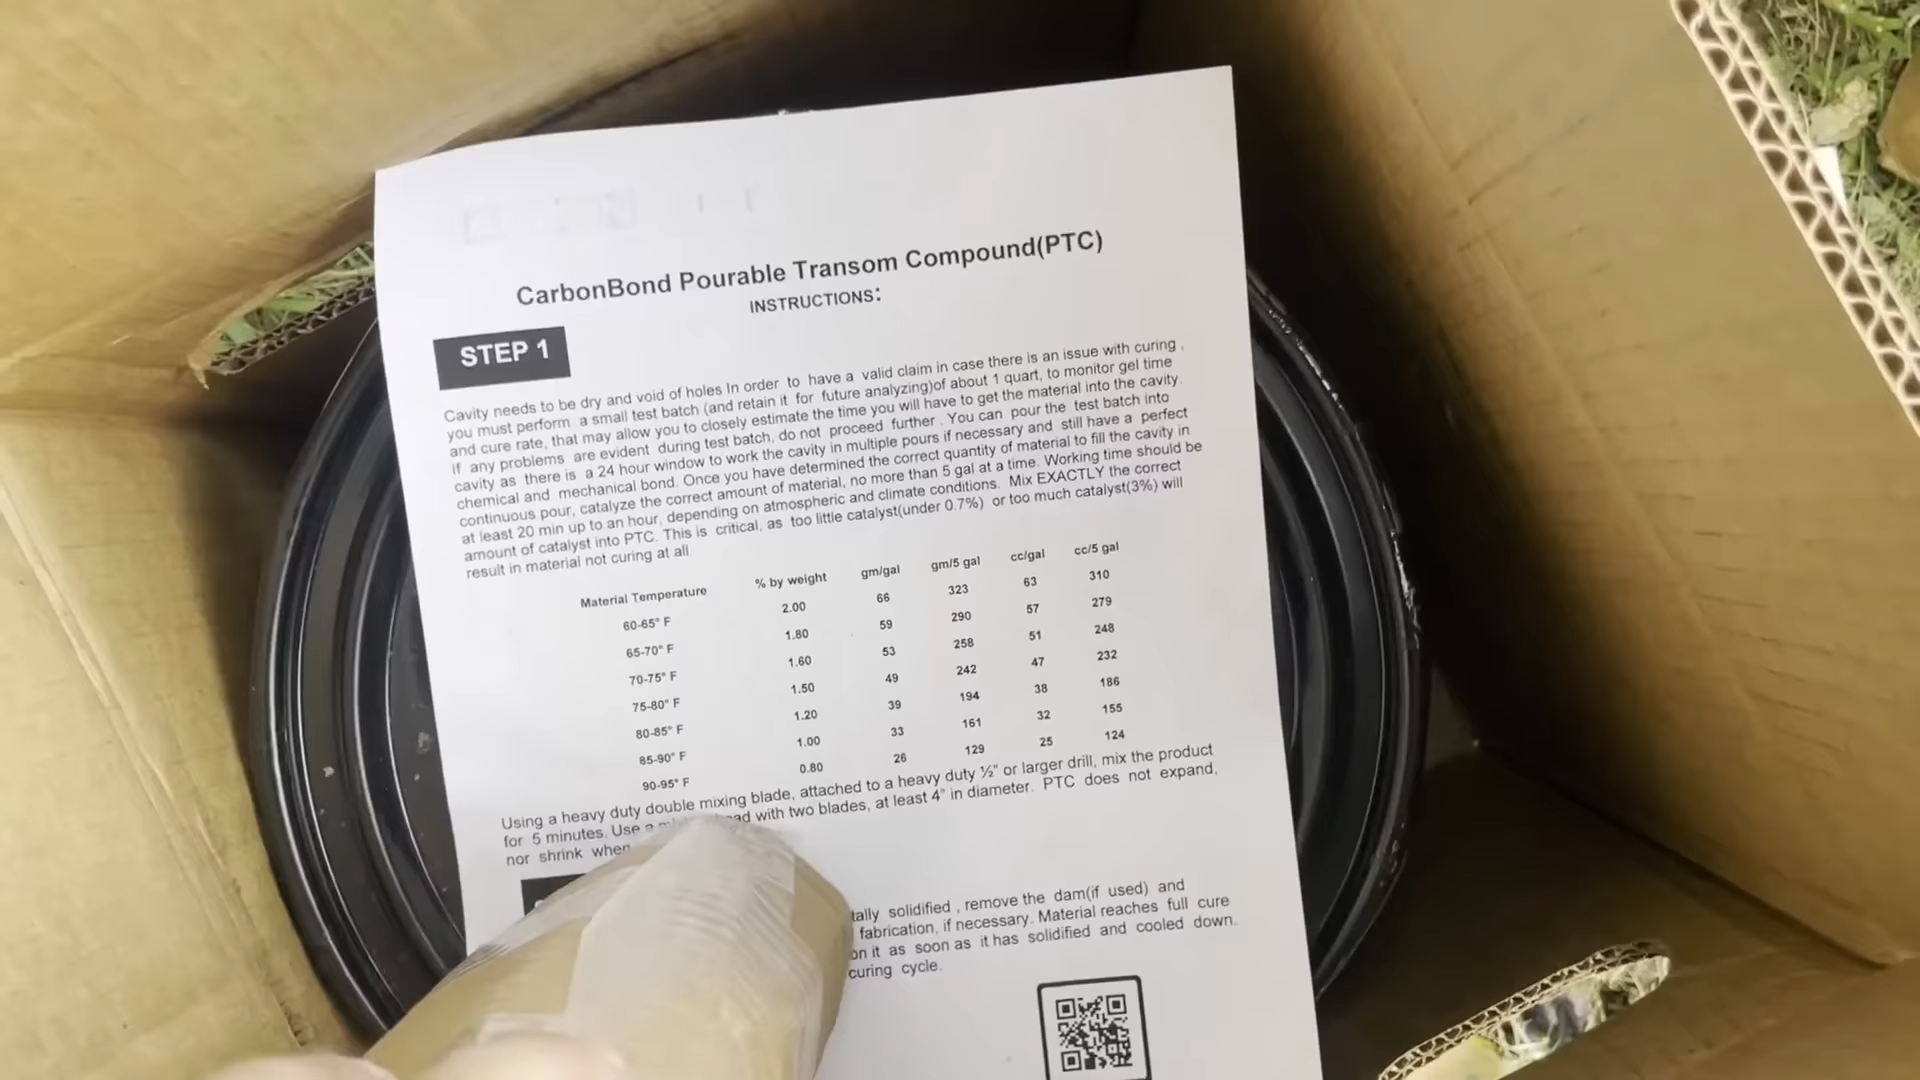 CarbonBond Pourable Transom Compound(PTC)
INSTRUCTIONS:
STEP 1
Cavity needs to be dry and void of holes In order to have a valid claim in case there is an issue with curing ,
you must perform a small test batch (and retain it for future analyzing)of about 1 quart, to monitor gel time
and cure rate, that may allow you to closely estimate the time you will have to get the material into the cavity.
If any problems are evident during test batch, do not proceed further . You can pour the test batch into
cavity as there is a 24 hour window to work the cavity in multiple pours if necessary and still have a perfect
chemical and mechanical bond. Once you have determined the correct quantity of material to fill the cavity in
continuous pour, catalyze the correct amount of material, no more than 5 gal at a time. Working time should be
at least 20 min up to an hour, depending on atmospheric and climate conditions. Mix EXACTLY the correct
amount of catalyst into PTC. This is critical, as too little catalyst(under 0.7%) or too much catalyst(3%) will
result in material not curing at all
Material Temperature % by weight gm/gal gm/5 gal cc/gal cc/5 gal
60-65° F 2.00 66 323 63 310
65-70° F 1.80 59 290 57 279
70-75° F 1.60 53 258 51 248
75-80° F 1.50 49 242 47 232
80-85° F 1.20 39 194 38 186
85-90° F 1.00 33 161 32 155
90-95° F 0.80 26 129 25 124
Using a heavy duty double mixing blade, attached to a heavy duty ½" or larger drill, mix the product
for 5 minutes. Use a with two blades, at least 4" in diameter. PTC does not expand,
nor shrink when
solidified , remove the dam(if used) and
fabrication, if necessary. Material reaches full cure
on it as soon as it has solidified and cooled down.
curing cycle.